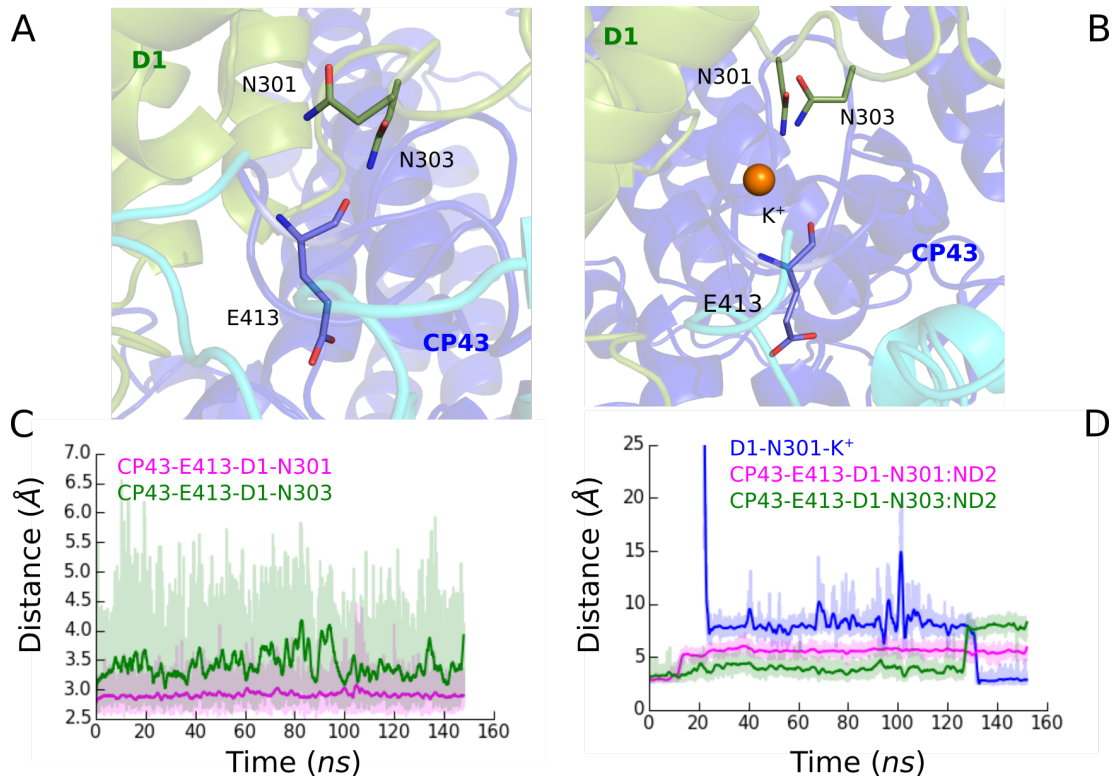 A
B
D1
N301
N303
E413
CP43
D1
N301
N303
K⁺
CP43
E413
C
D
7.0
6.5
6.0
5.5
5.0
4.5
4.0
3.5
3.0
2.5
Distance (Å)
CP43-E413-D1-N301
CP43-E413-D1-N303
0 20 40 60 80 100 120 140 160
Time (ns)
25
20
15
10
5
0
Distance (Å)
D1-N301-K⁺
CP43-E413-D1-N301:ND2
CP43-E413-D1-N303:ND2
0 20 40 60 80 100 120 140 160
Time (ns)